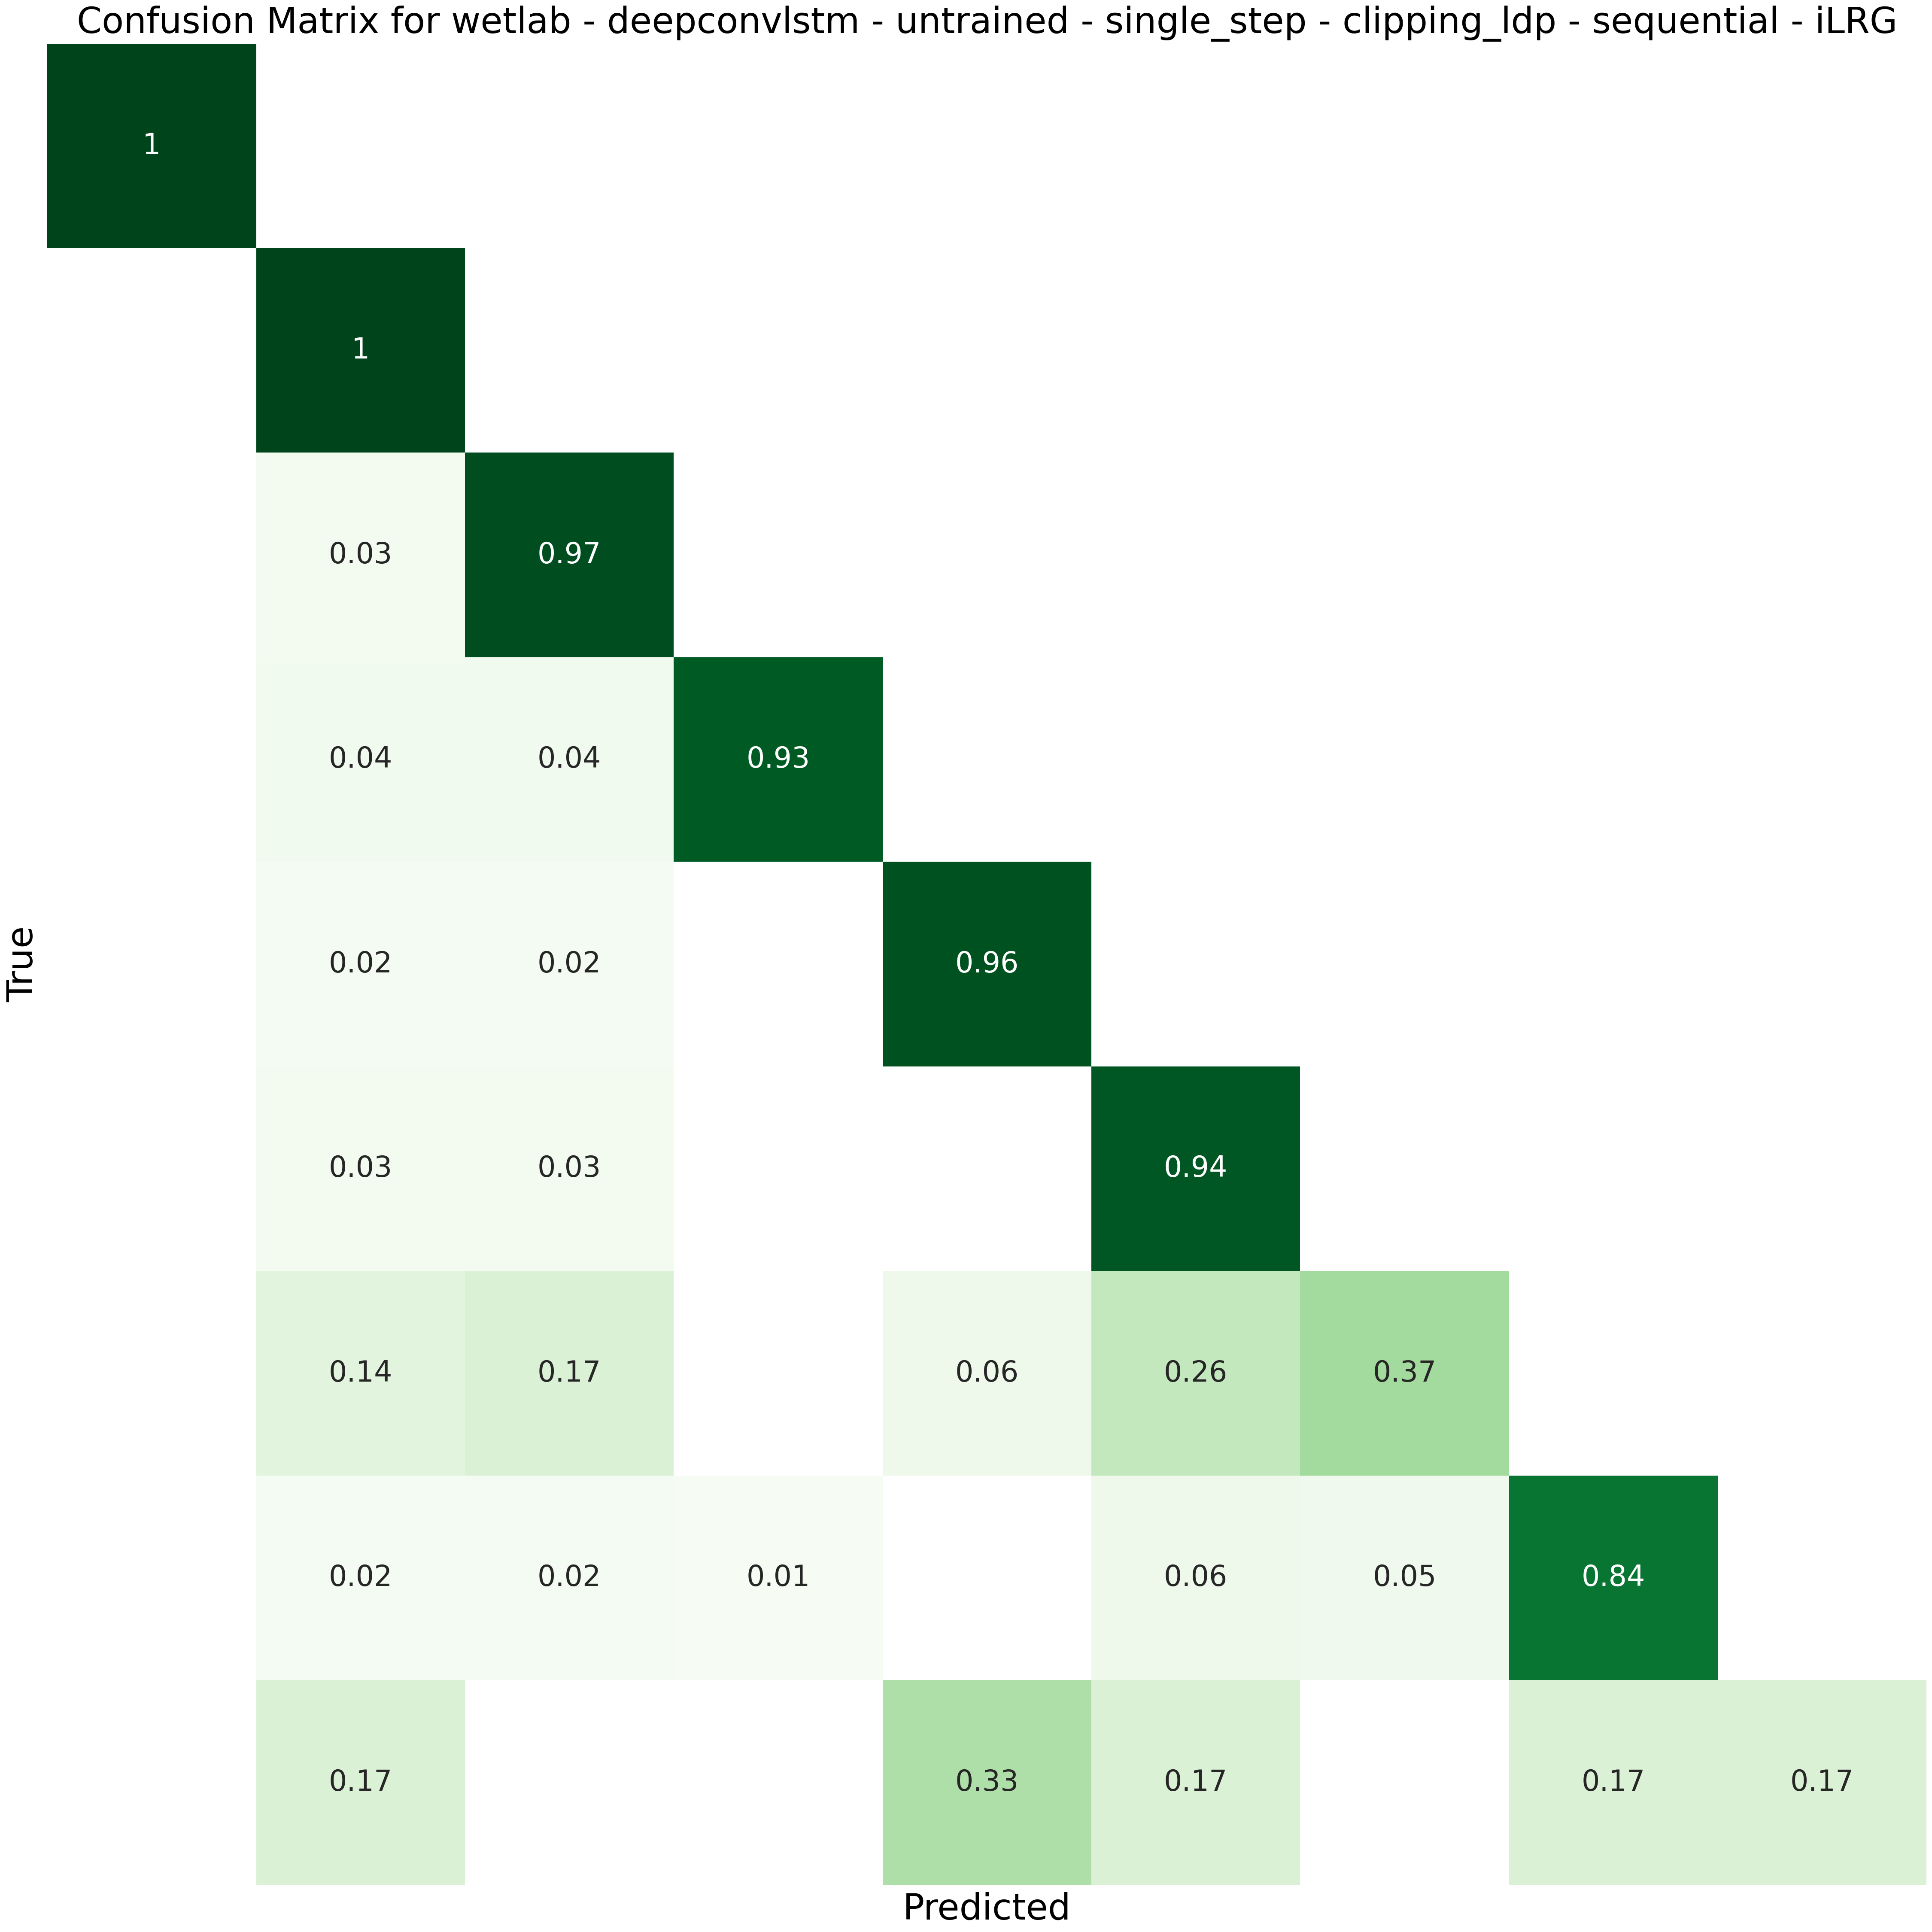 Confusion Matrix for wetlab - deepconvlstm - untrained - single_step - clipping_ldp - sequential - iLRG
1
1
0.03 0.97
0.04 0.04 0.93
0.02 0.02 0.96
True
0.03 0.03 0.94
0.14 0.17 0.06 0.26 0.37
0.02 0.02 0.01 0.06 0.05 0.84
0.17 0.33 0.17 0.17 0.17
Predicted